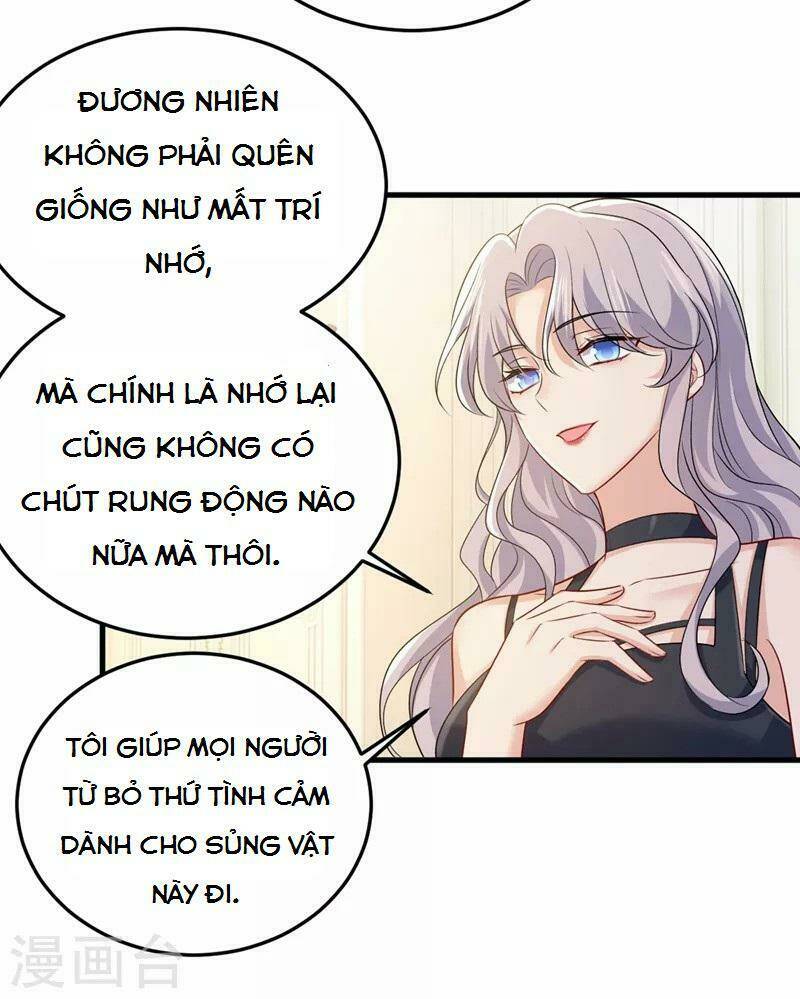 ĐƯƠNG NHIÊN
KHÔNG PHẢI QUÊN
GIỐNG NHƯ MẤT TRÍ
NHỚ,
MÀ CHÍNH LÀ NHỚ LẠI
CŨNG KHÔNG CÓ
CHÚT RUNG ĐỘNG NÀO
NỮA MÀ THÔI.
TÔI GIÚP MỌI NGƯỜI
TỪ BỎ THỨ TÌNH CẢM
DÀNH CHO SỦNG VẬT
NÀY ĐI.
漫画台